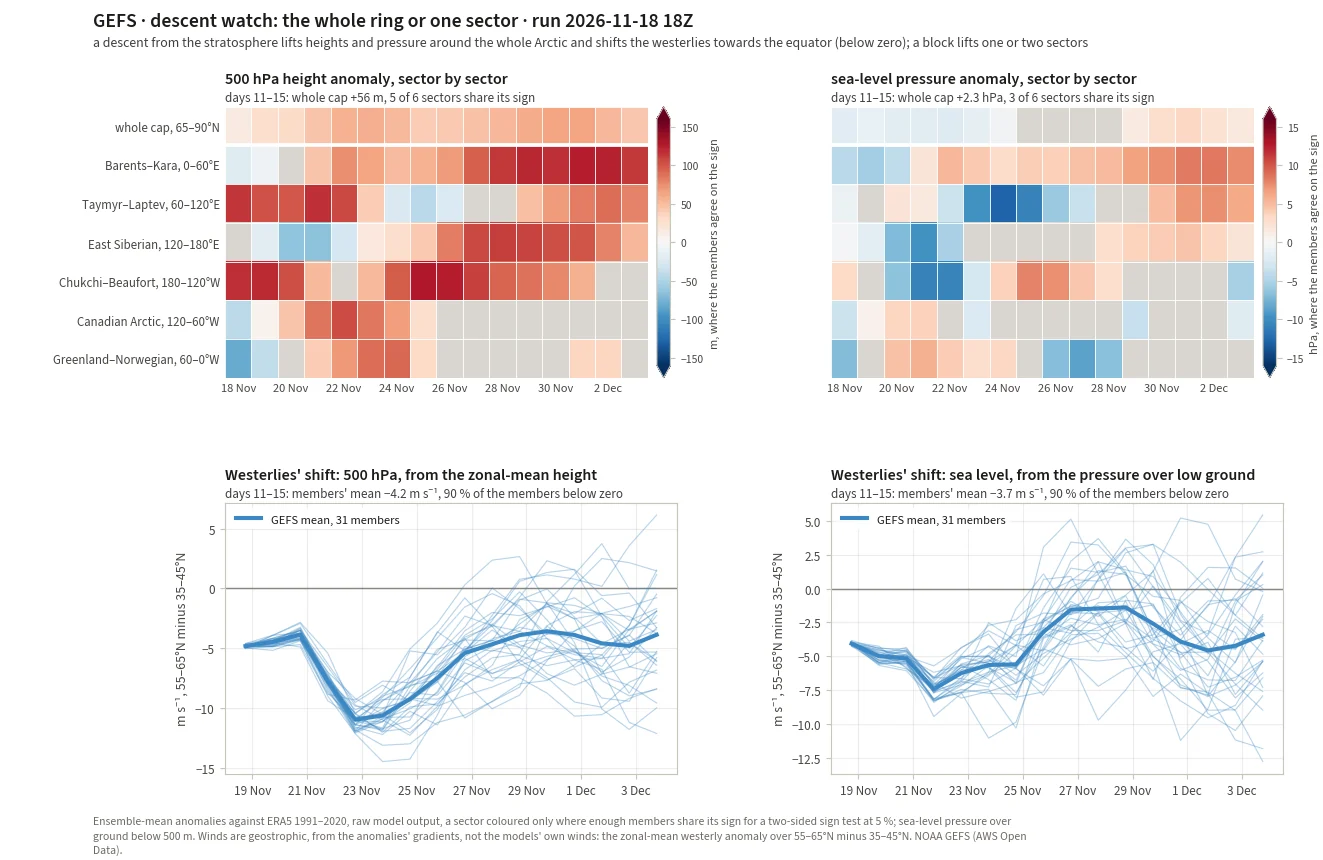 GEFS · descent watch: the whole ring or one sector · run 2026-11-18 18Z
a descent from the stratosphere lifts heights and pressure around the whole Arctic and shifts the westerlies towards the equator (below zero); a block lifts one or two sectors
500 hPa height anomaly, sector by sector
days 11–15: whole cap +56 m, 5 of 6 sectors share its sign
whole cap, 65–90°N
Barents–Kara, 0–60°E
Taymyr–Laptev, 60–120°E
East Siberian, 120–180°E
Chukchi–Beaufort, 180–120°W
Canadian Arctic, 120–60°W
Greenland–Norwegian, 60–0°W
18 Nov 20 Nov 22 Nov 24 Nov 26 Nov 28 Nov 30 Nov 2 Dec
150
100
50
0
−50
−100
−150
m, where the members agree on the sign
sea-level pressure anomaly, sector by sector
days 11–15: whole cap +2.3 hPa, 3 of 6 sectors share its sign
18 Nov 20 Nov 22 Nov 24 Nov 26 Nov 28 Nov 30 Nov 2 Dec
15
10
5
0
−5
−10
−15
hPa, where the members agree on the sign
Westerlies' shift: 500 hPa, from the zonal-mean height
days 11–15: members' mean −4.2 m s⁻¹, 90 % of the members below zero
GEFS mean, 31 members
m s⁻¹, 55–65°N minus 35–45°N
5
0
−5
−10
−15
19 Nov 21 Nov 23 Nov 25 Nov 27 Nov 29 Nov 1 Dec 3 Dec
Westerlies' shift: sea level, from the pressure over low ground
days 11–15: members' mean −3.7 m s⁻¹, 90 % of the members below zero
GEFS mean, 31 members
m s⁻¹, 55–65°N minus 35–45°N
5.0
2.5
0.0
−2.5
−5.0
−7.5
−10.0
−12.5
19 Nov 21 Nov 23 Nov 25 Nov 27 Nov 29 Nov 1 Dec 3 Dec
Ensemble-mean anomalies against ERA5 1991–2020, raw model output, a sector coloured only where enough members share its sign for a two-sided sign test at 5 %; sea-level pressure over
ground below 500 m. Winds are geostrophic, from the anomalies' gradients, not the models' own winds: the zonal-mean westerly anomaly over 55–65°N minus 35–45°N. NOAA GEFS (AWS Open
Data).